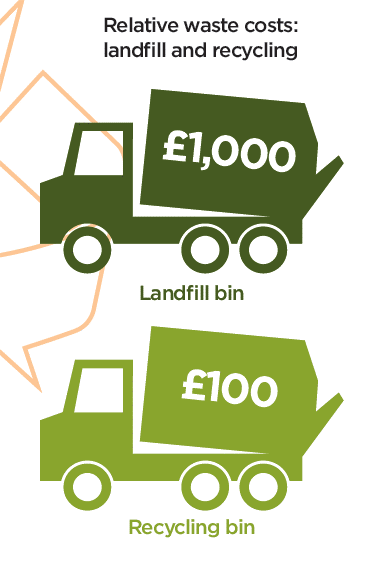 Relative waste costs:
landfill and recycling
£1,000
Landfill bin
£100
Recycling bin